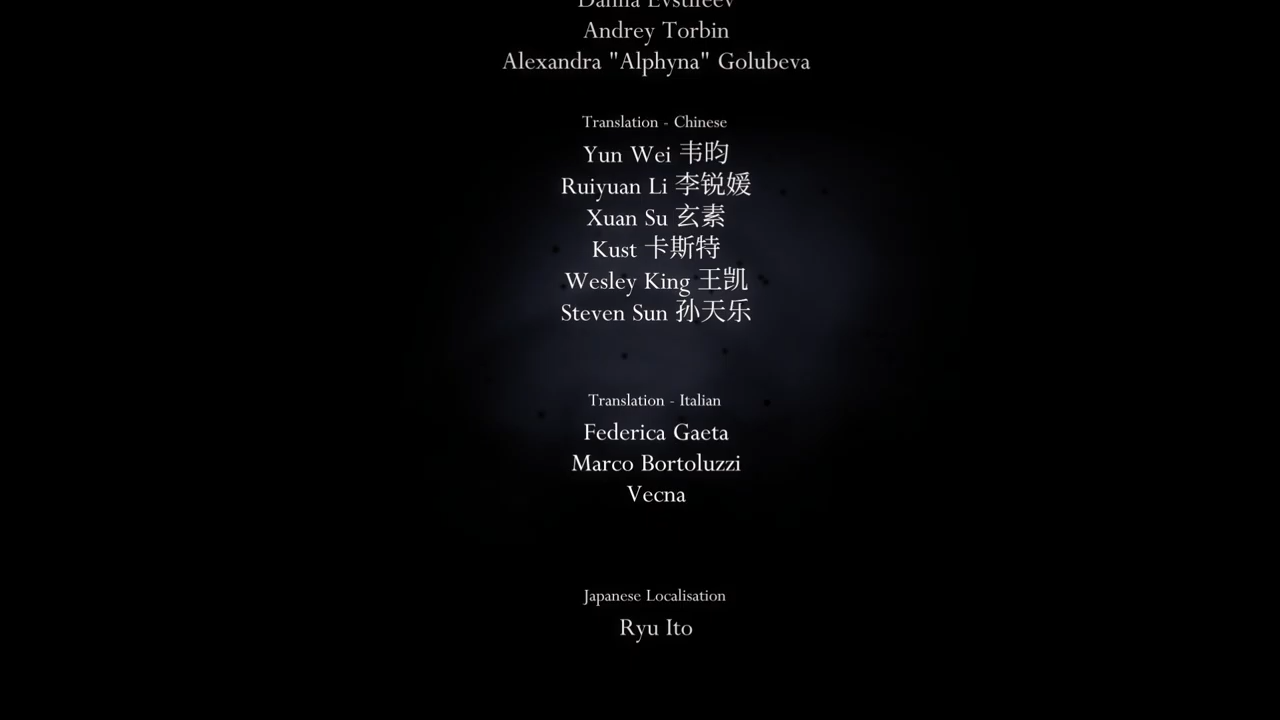 Andrey Torbin
Alexandra "Alphyna" Golubeva
Translation - Chinese
Yun Wei 韦昀
Ruiyuan Li 李锐媛
Xuan Su 玄素
Kust 卡斯特
Wesley King 王凯
Steven Sun 孙天乐
Translation - Italian
Federica Gaeta
Marco Bortoluzzi
Vecna
Japanese Localisation
Ryu Ito